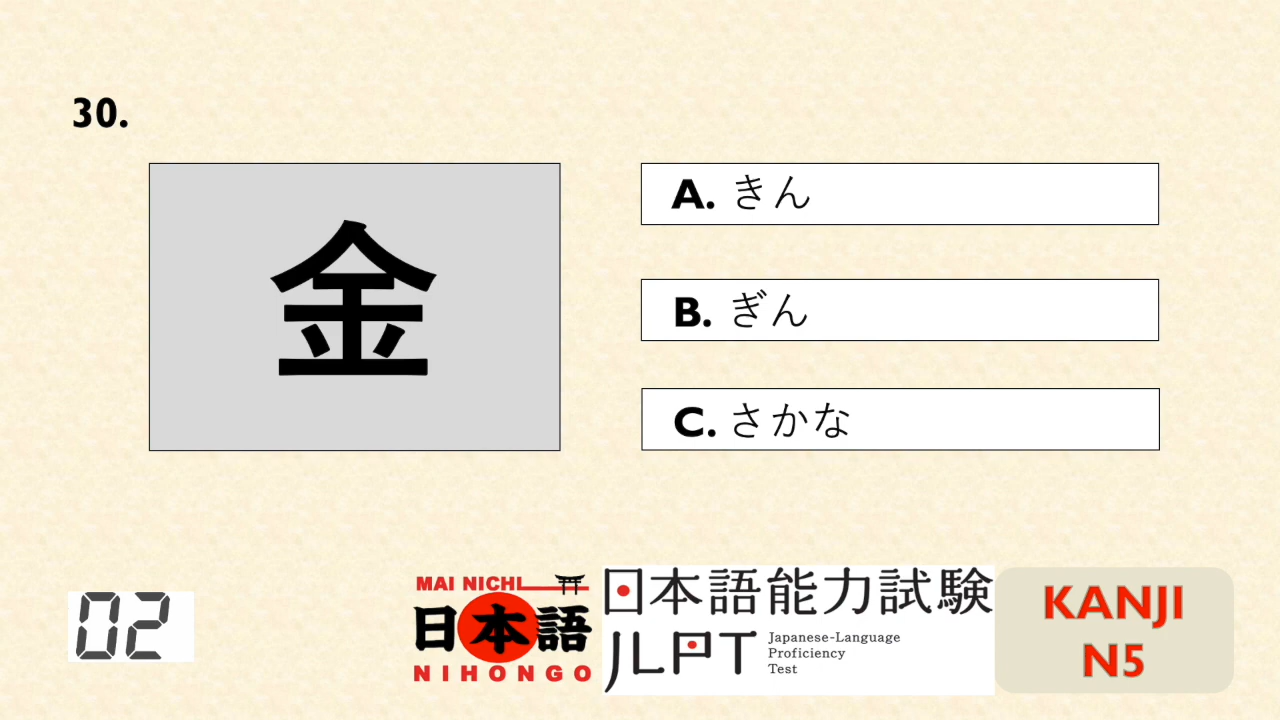 30.
金
A. きん
B. ぎん
C. さかな
02
MAI NICHI
日本語
NIHONGO
日本語能力試験
JLPT
Japanese-Language
Proficiency
Test
KANJI
N5